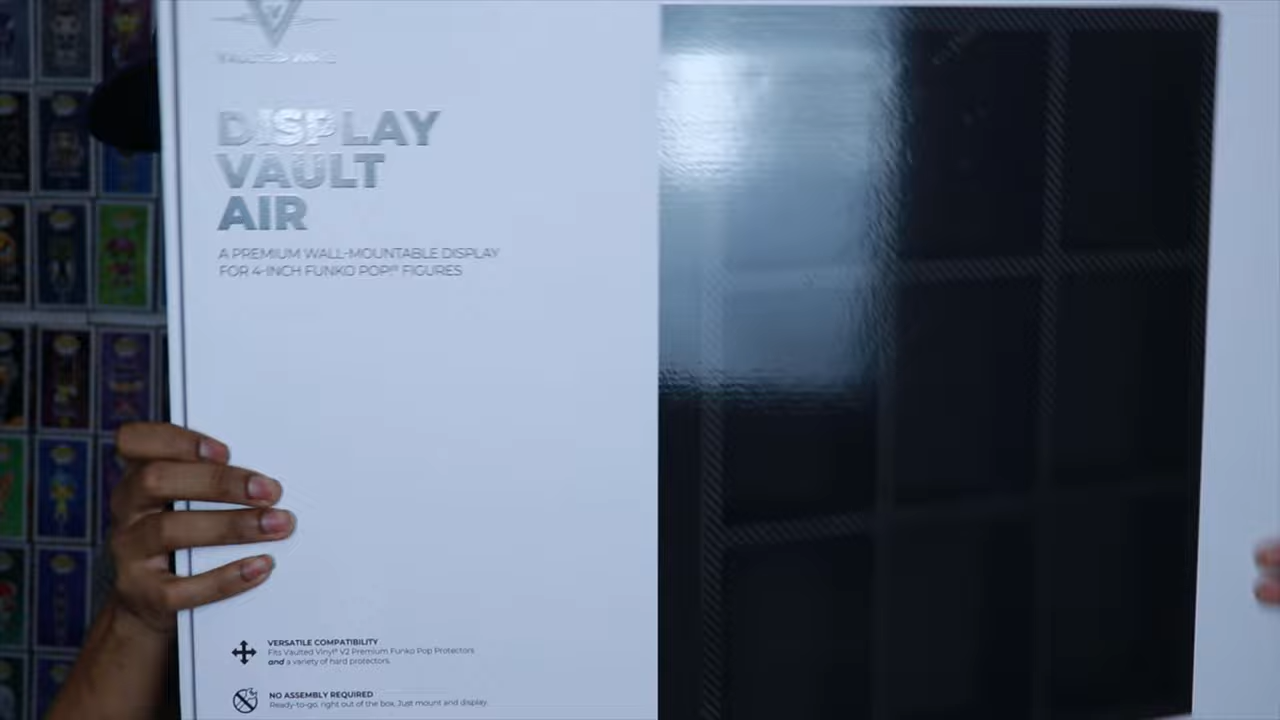 VAULTED VINYL
DISPLAY
VAULT
AIR
A PREMIUM WALL-MOUNTABLE DISPLAY
FOR 4-INCH FUNKO POP!® FIGURES
VERSATILE COMPATIBILITY
Fits Vaulted Vinyl® V2 Premium Funko Pop Protectors
and a variety of hard protectors.
NO ASSEMBLY REQUIRED
Ready-to-go, right out of the box. Just mount and display.